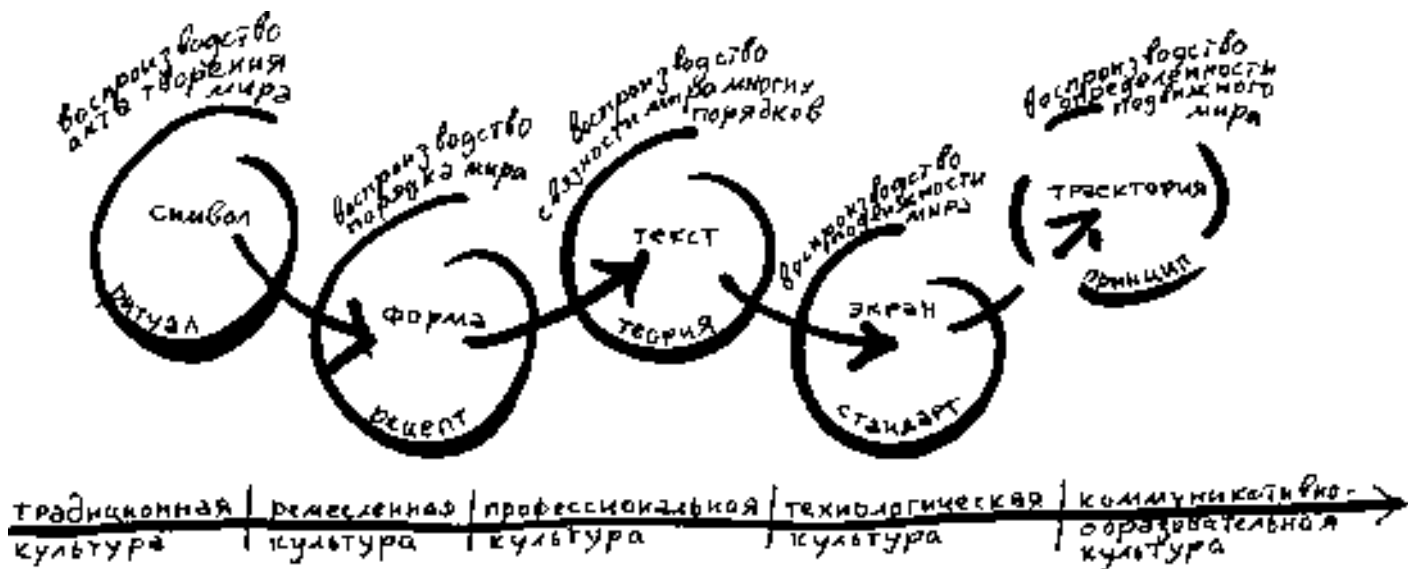 воспроизводство
акта творения
мира
символ
ритуал
воспроизводство
порядка мира
форма
рецепт
воспроизводство
связности мира многих
порядков
текст
теория
воспроизводство
подвижности
мира
экран
стандарт
воспроизводство
определенности
подвижного
мира
траектория
принцип
традиционная
культура
ремесленная
культура
профессиональная
культура
технологическая
культура
коммуникативно-
образовательная
культура